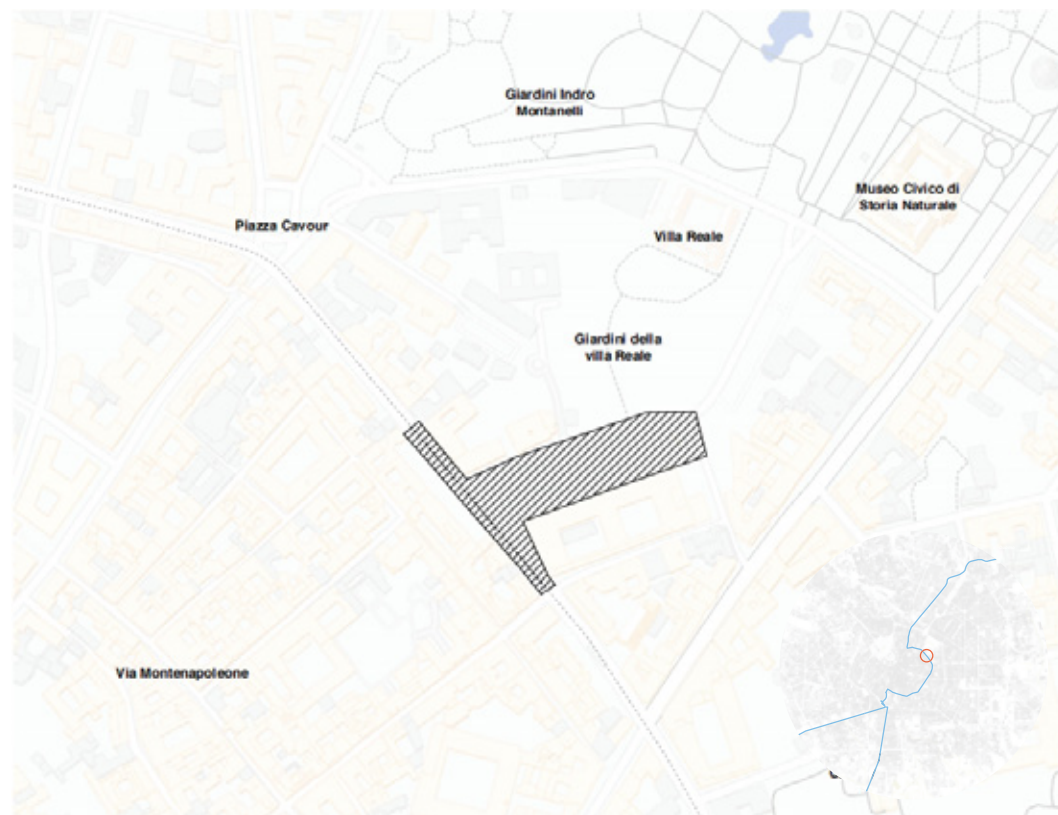 Giardini Indro
Montanelli
Museo Civico di
Storia Naturale
Piazza Cavour
Villa Reale
Giardini della
villa Reale
Via Montenapoleone